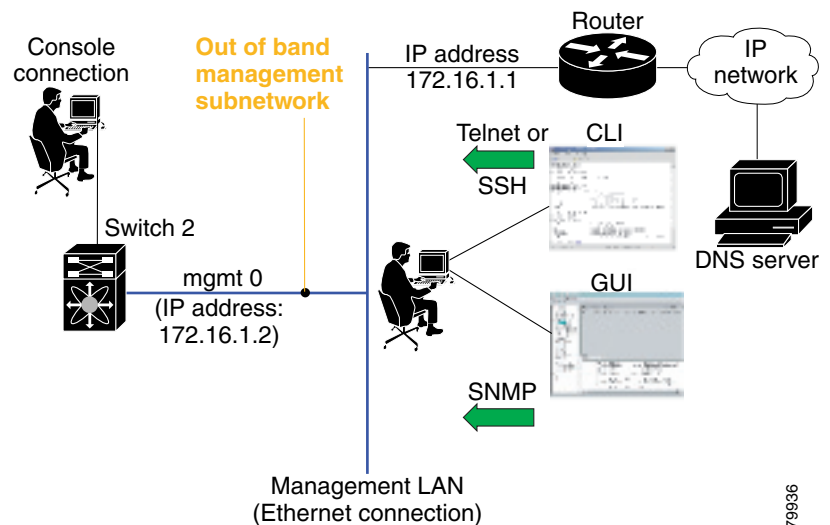 Console
connection
Out of band
management
subnetwork
IP address
172.16.1.1
Router
IP
network
Telnet or
SSH
CLI
DNS server
Switch 2
mgmt 0
(IP address:
172.16.1.2)
GUI
SNMP
Management LAN
(Ethernet connection)
79936